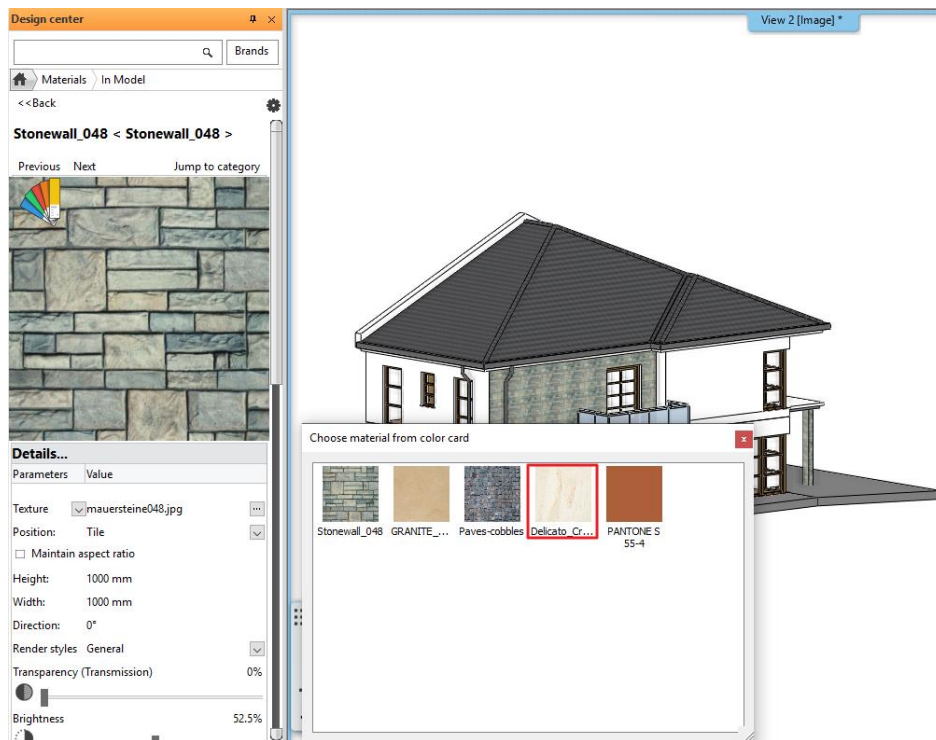 Design center
View 2 [Image] *
Brands
Materials
In Model
<<Back
Stonewall_048 < Stonewall_048 >
Previous Next Jump to category
Details...
Parameters Value
Texture mauersteine048.jpg ...
Position: Tile
Maintain aspect ratio
Height: 1000 mm
Width: 1000 mm
Direction: 0°
Render styles General
Transparency (Transmission) 0%
Brightness 52.5%
Choose material from color card
Stonewall_048 GRANITE_... Paves-cobbles Delicato_Cr... PANTONE S
55-4